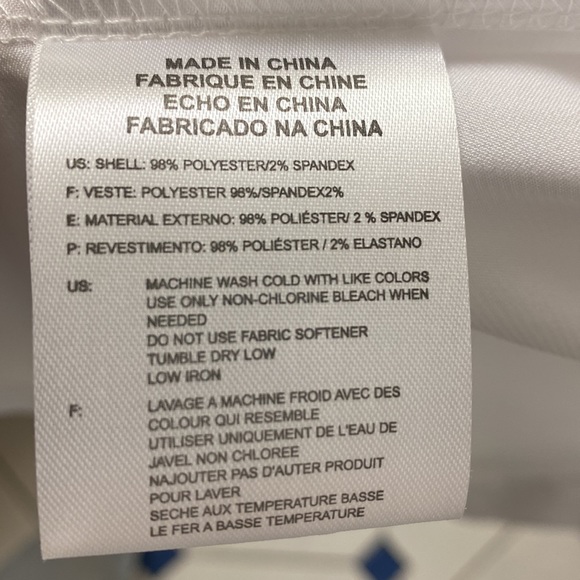 MADE IN CHINA
FABRIQUE EN CHINE
ECHO EN CHINA
FABRICADO NA CHINA
US: SHELL: 98% POLYESTER/2% SPANDEX
F: VESTE: POLYESTER 98%/SPANDEX2%
E: MATERIAL EXTERNO: 98% POLIÉSTER/ 2 % SPANDEX
P: REVESTIMENTO: 98% POLIÉSTER / 2% ELASTANO
US: MACHINE WASH COLD WITH LIKE COLORS
USE ONLY NON-CHLORINE BLEACH WHEN
NEEDED
DO NOT USE FABRIC SOFTENER
TUMBLE DRY LOW
LOW IRON
F: LAVAGE A MACHINE FROID AVEC DES
COLOUR QUI RESEMBLE
UTILISER UNIQUEMENT DE L'EAU DE
JAVEL NON CHLOREE
NAJOUTER PAS D'AUTER PRODUIT
POUR LAVER
SECHE AUX TEMPERATURE BASSE
LE FER A BASSE TEMPERATURE